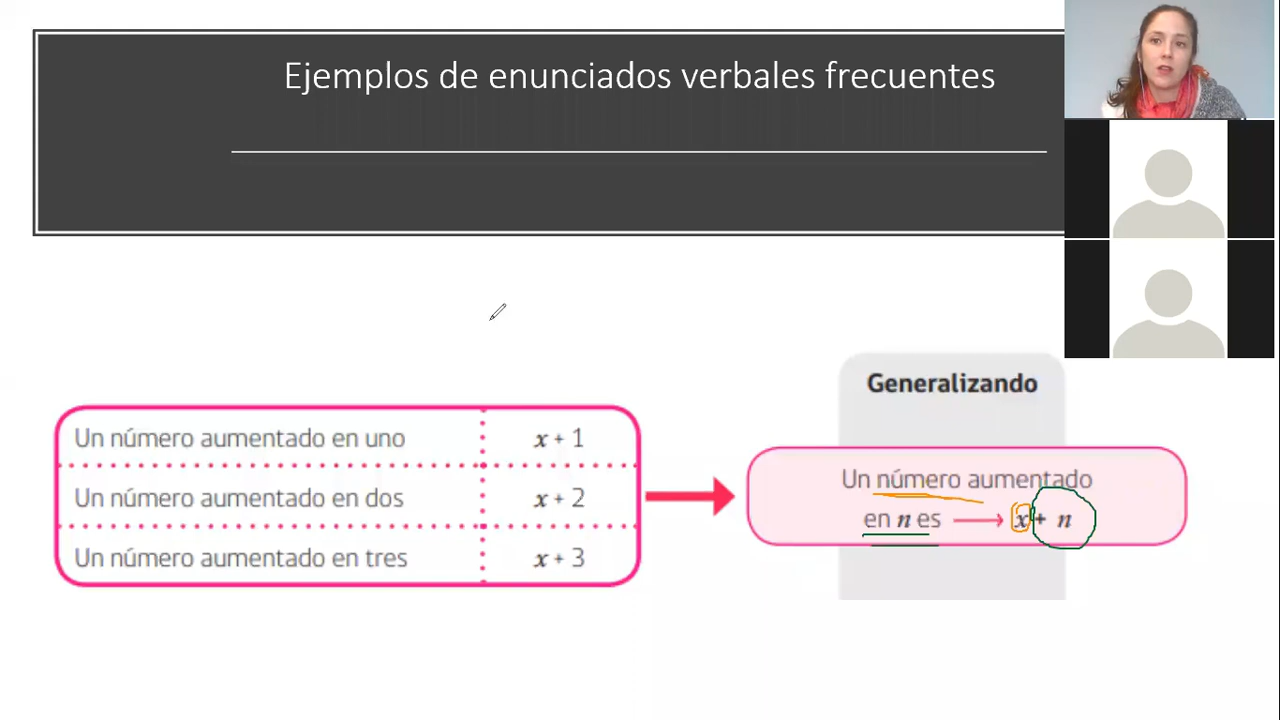 Ejemplos de enunciados verbales frecuentes
Un número aumentado en uno x + 1
Un número aumentado en dos x + 2
Un número aumentado en tres x + 3
Generalizando
Un número aumentado
en n es → x + n